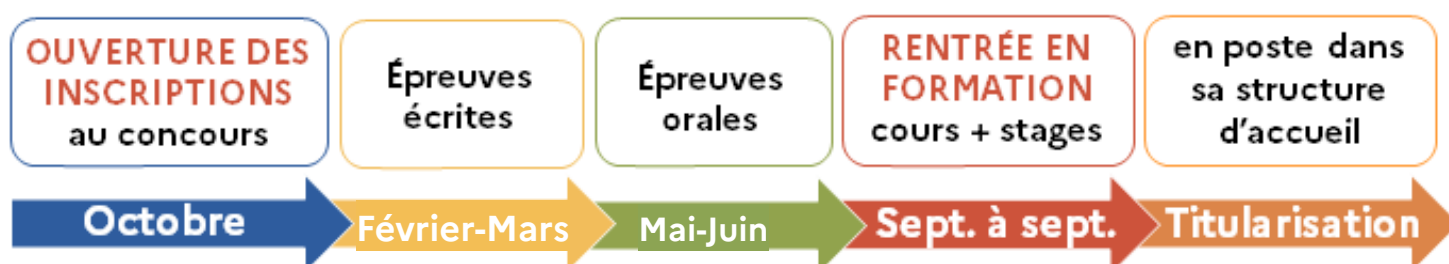 OUVERTURE DES
INSCRIPTIONS
au concours
Épreuves
écrites
Épreuves
orales
RENTRÉE EN
FORMATION
cours + stages
en poste dans
sa structure
d'accueil
Octobre
Février-Mars
Mai-Juin
Sept. à sept.
Titularisation